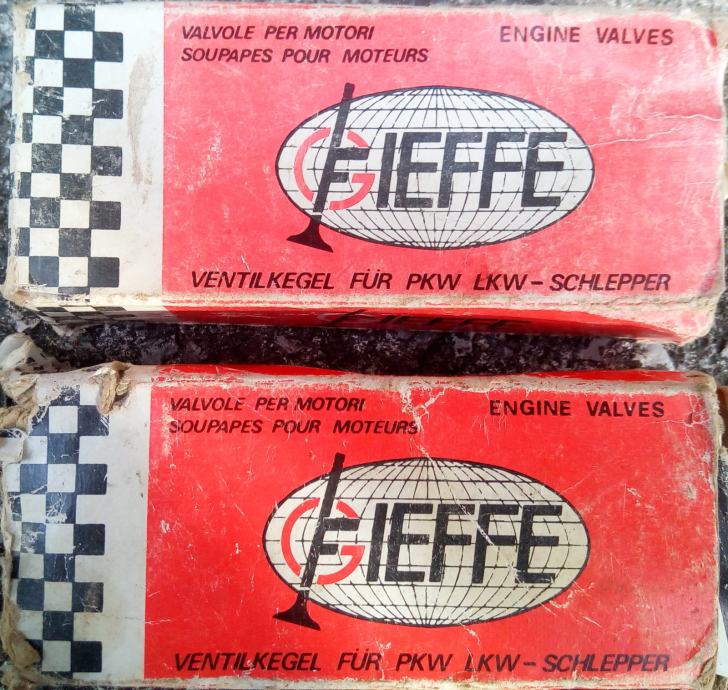 VALVOLE PER MOTORI
SOUPAPES POUR MOTEURS
ENGINE VALVES
GIEFFE
VENTILKEGEL FÜR PKW LKW - SCHLEPPER
VALVOLE PER MOTORI
SOUPAPES POUR MOTEURS
ENGINE VALVES
GIEFFE
VENTILKEGEL FÜR PKW LKW - SCHLEPPER